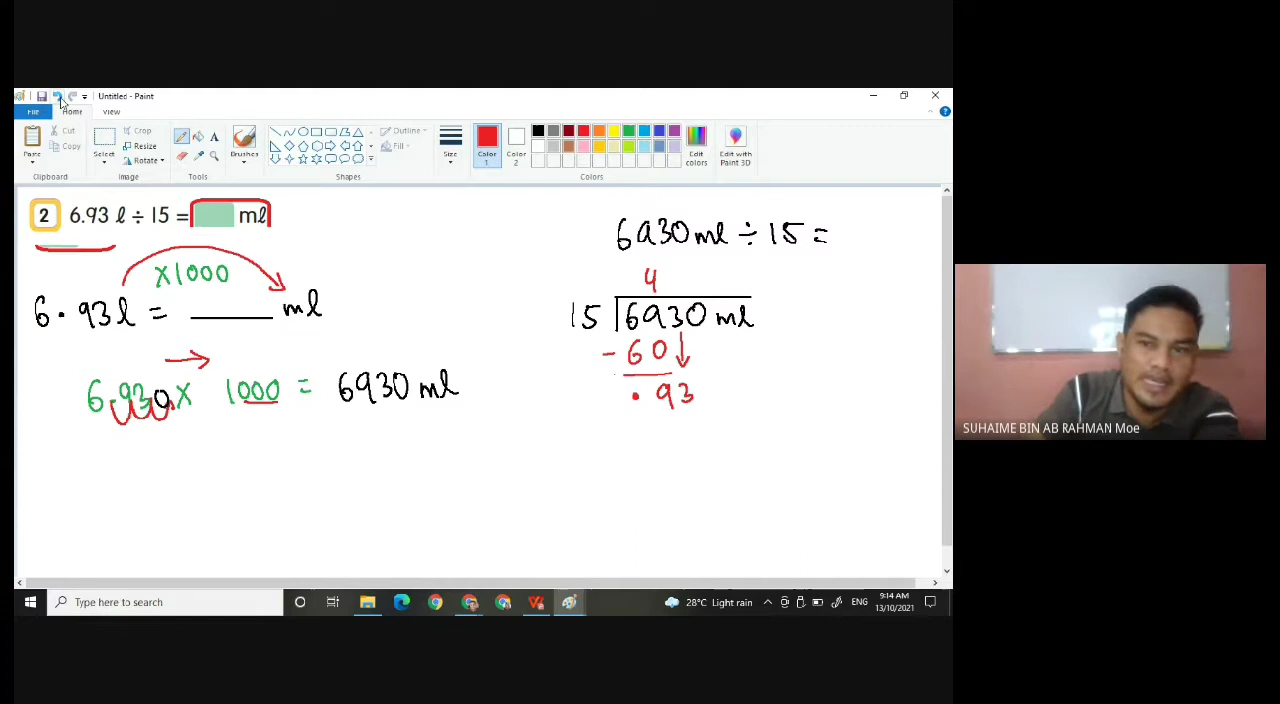 Untitled - Paint
File Home View
Paste Cut Copy Select Crop Resize Rotate Brushes Outline Fill Size Color 1 Color 2 Edit colors Edit with Paint 3D
Clipboard Image Tools Shapes Colors
2 6.93 l ÷ 15 = ml
×1000
6.93 l = ____ ml
6.930 × 1000 = 6930 ml
6930 ml ÷ 15 =
4
15 6930 ml
- 60
. 93
SUHAIME BIN AB RAHMAN Moe
Type here to search
28°C Light rain
ENG
9:14 AM
13/10/2021